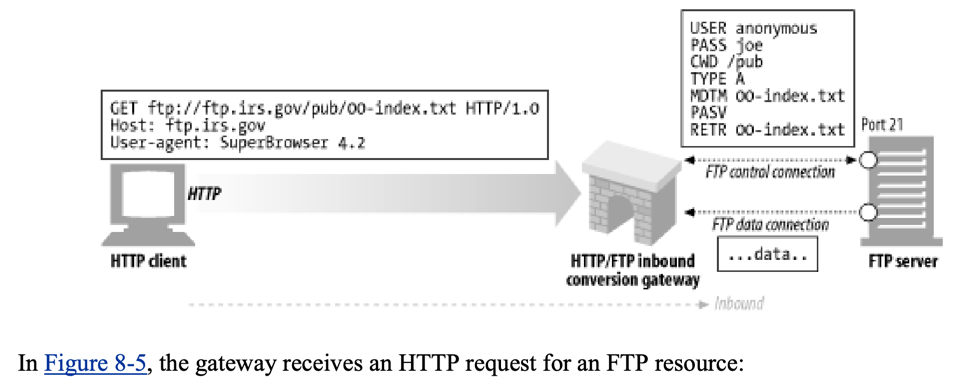 USER anonymous
PASS joe
CWD /pub
TYPE A
MDTM 00-index.txt
PASV
RETR 00-index.txt
Port 21
GET ftp://ftp.irs.gov/pub/00-index.txt HTTP/1.0
Host: ftp.irs.gov
User-agent: SuperBrowser 4.2
HTTP
FTP control connection
FTP data connection
...data..
HTTP client
HTTP/FTP inbound
conversion gateway
FTP server
Inbound
In Figure 8-5, the gateway receives an HTTP request for an FTP resource: